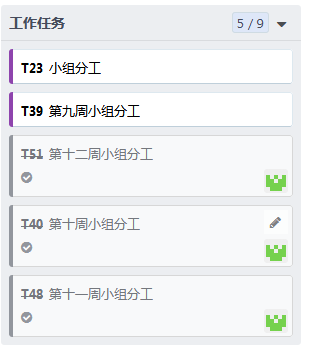 工作任务 5 / 9
T23 小组分工
T39 第九周小组分工
T51 第十二周小组分工
T40 第十周小组分工
T48 第十一周小组分工